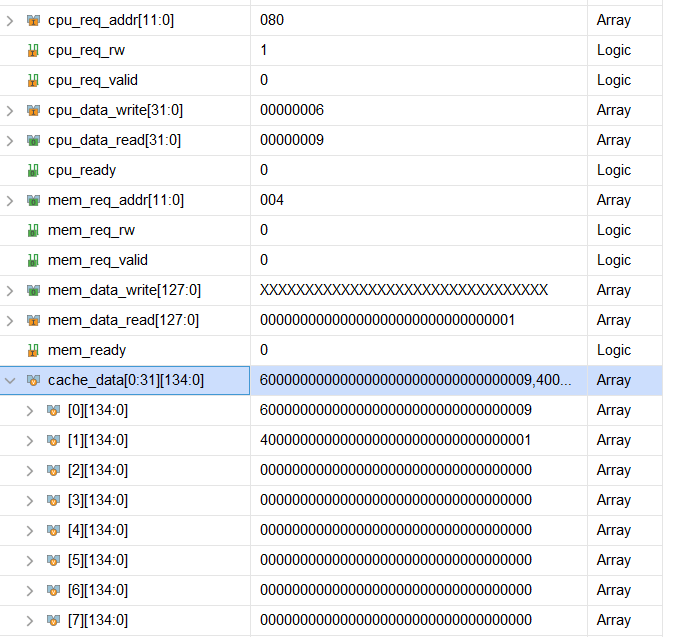 cpu_req_addr[11:0] 080 Array
cpu_req_rw 1 Logic
cpu_req_valid 0 Logic
cpu_data_write[31:0] 00000006 Array
cpu_data_read[31:0] 00000009 Array
cpu_ready 0 Logic
mem_req_addr[11:0] 004 Array
mem_req_rw 0 Logic
mem_req_valid 0 Logic
mem_data_write[127:0] XXXXXXXXXXXXXXXXXXXXXXXXXXXXXXXX Array
mem_data_read[127:0] 00000000000000000000000000000001 Array
mem_ready 0 Logic
cache_data[0:31][134:0] 6000000000000000000000000000000009,400... Array
[0][134:0] 6000000000000000000000000000000009 Array
[1][134:0] 4000000000000000000000000000000001 Array
[2][134:0] 0000000000000000000000000000000000 Array
[3][134:0] 0000000000000000000000000000000000 Array
[4][134:0] 0000000000000000000000000000000000 Array
[5][134:0] 0000000000000000000000000000000000 Array
[6][134:0] 0000000000000000000000000000000000 Array
[7][134:0] 0000000000000000000000000000000000 Array